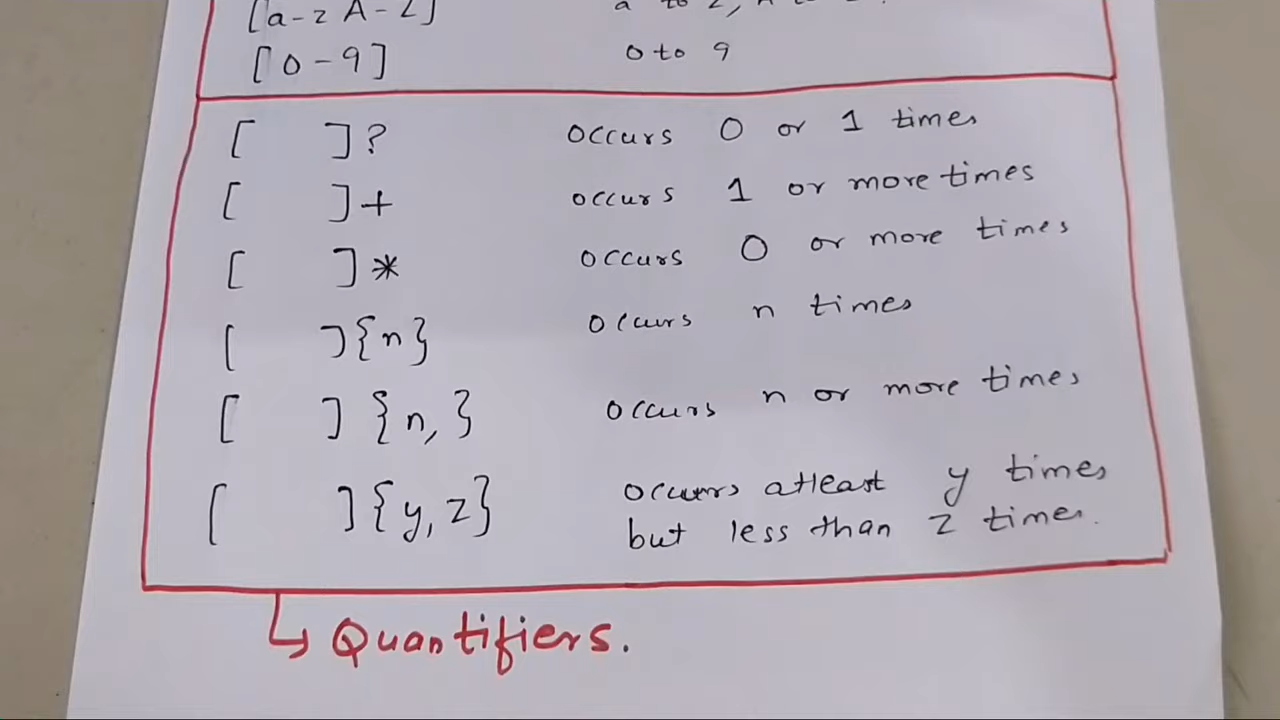 [a-z A-Z] a to z,
[0-9] 0 to 9
[ ]? occurs 0 or 1 times
[ ]+ occurs 1 or more times
[ ]* occurs 0 or more times
[ ]{n} occurs n times
[ ]{n,} occurs n or more times
[ ]{y,z} occurs atleast y times
but less than z times.
Quantifiers.